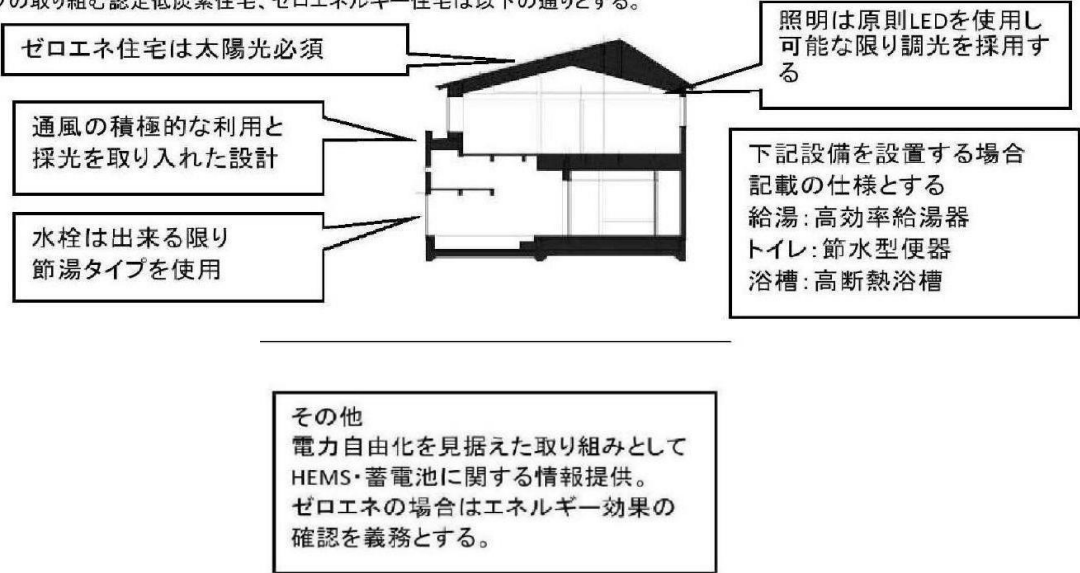 の取り組む認定低炭素住宅、ゼロエネルギー住宅は以下の通りとする。
ゼロエネ住宅は太陽光必須
照明は原則LEDを使用し
可能な限り調光を採用す
る
通風の積極的な利用と
採光を取り入れた設計
水栓は出来る限り
節湯タイプを使用
下記設備を設置する場合
記載の仕様とする
給湯:高効率給湯器
トイレ:節水型便器
浴槽:高断熱浴槽
その他
電力自由化を見据えた取り組みとして
HEMS・蓄電池に関する情報提供。
ゼロエネの場合はエネルギー効果の
確認を義務とする。